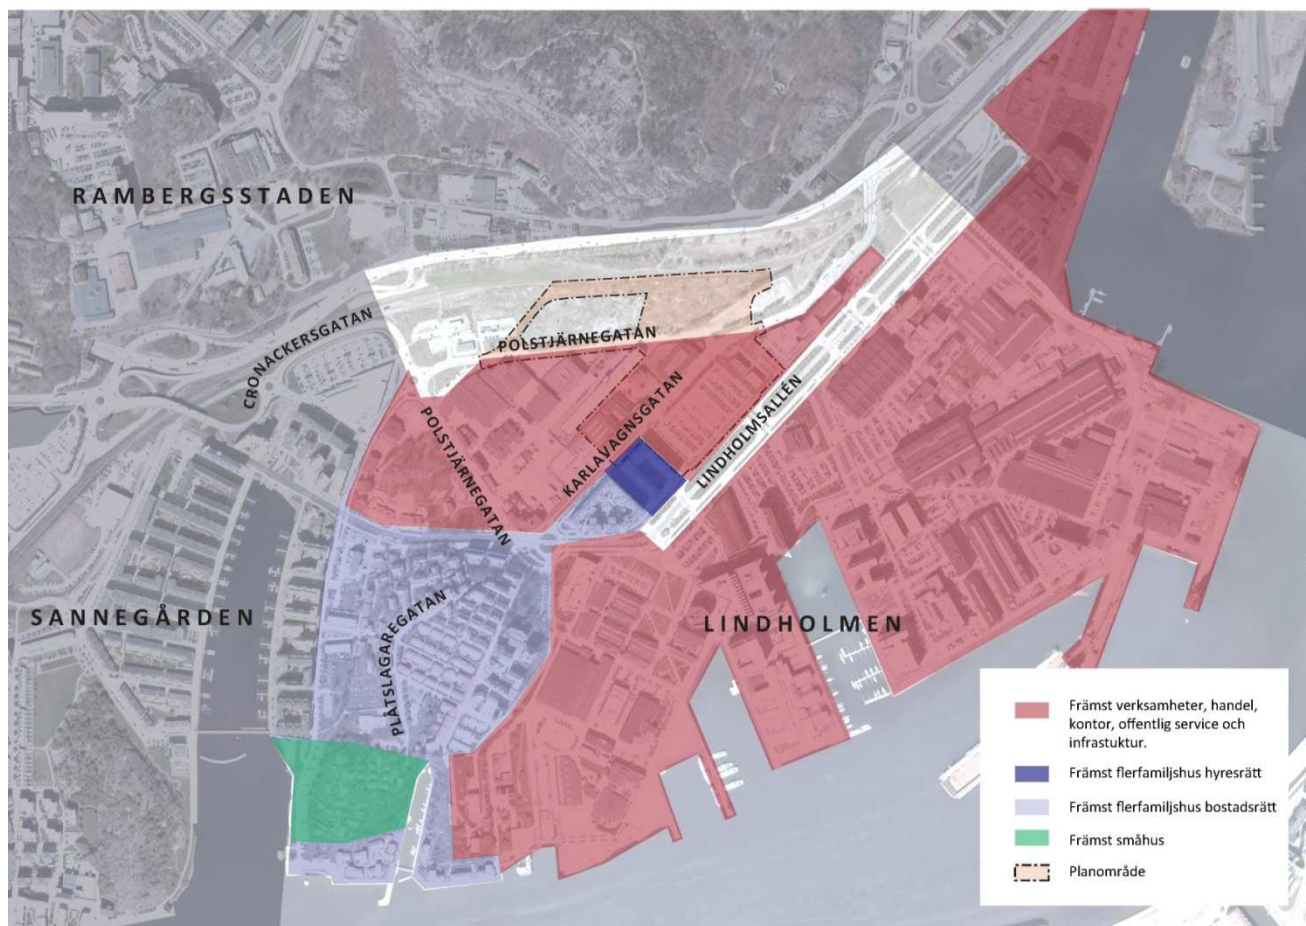 RAMBERGSSTADEN
CRONACKERSGATAN
POLSTJÄRNEGATAN
POLSTJÄRNEGATAN
KARLAVAGNSGATAN
LINDHOLMSALLÉN
SANNEGÅRDEN
PLÅTSLAGAREGATAN
LINDHOLMEN
Främst verksamheter, handel,
kontor, offentlig service och
infrastuktur.
Främst flerfamiljshus hyresrätt
Främst flerfamiljshus bostadsrätt
Främst småhus
Planområde